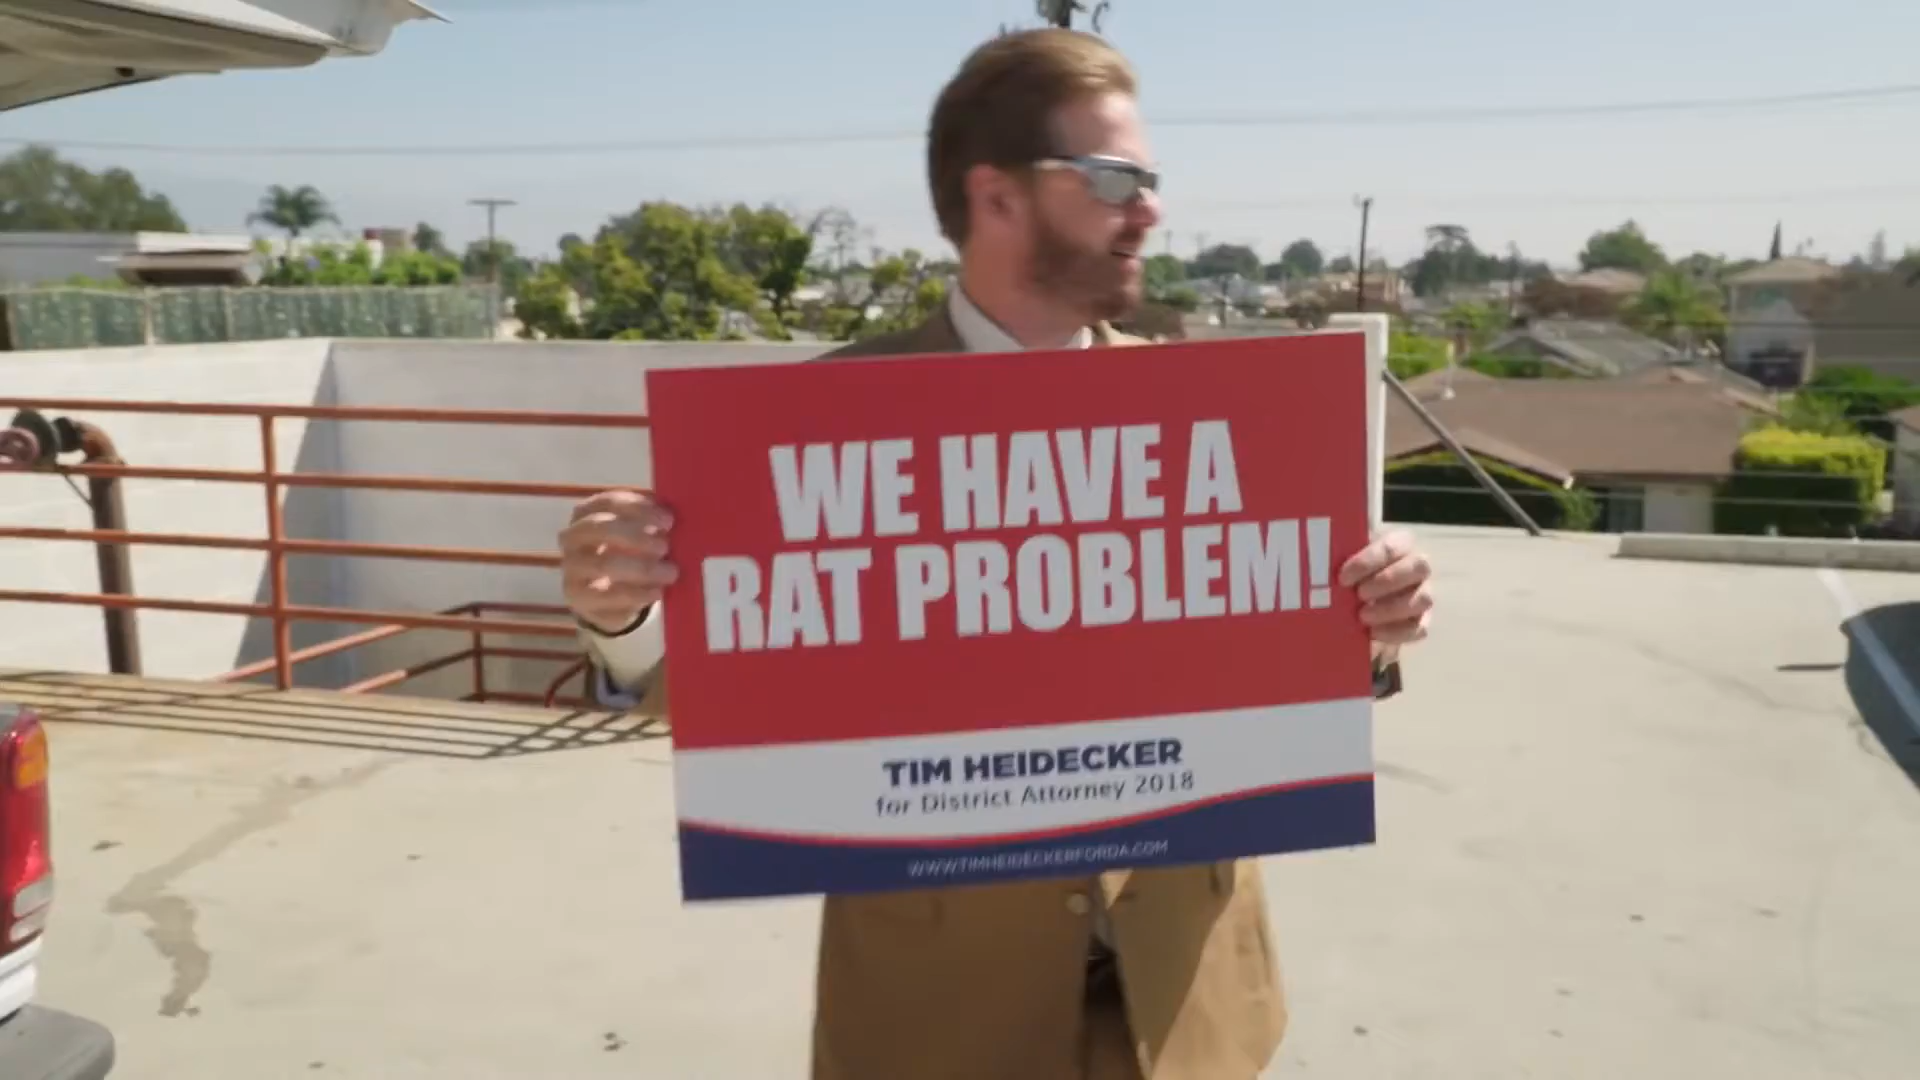 WE HAVE A
RAT PROBLEM!
TIM HEIDECKER
for District Attorney 2018
WWW.TIMHEIDECKERFORDA.COM